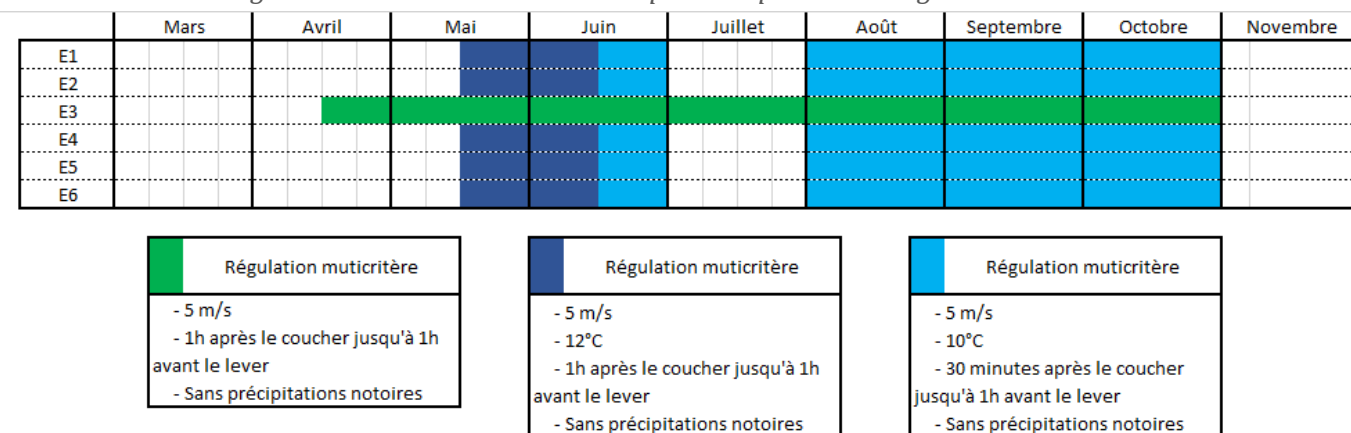 Mars Avril Mai Juin Juillet Août Septembre Octobre Novembre
E1
E2
E3
E4
E5
E6
Régulation muticritère
- 5 m/s
- 1h après le coucher jusqu'à 1h
avant le lever
- Sans précipitations notoires
Régulation muticritère
- 5 m/s
- 12°C
- 1h après le coucher jusqu'à 1h
avant le lever
- Sans précipitations notoires
Régulation muticritère
- 5 m/s
- 10°C
- 30 minutes après le coucher
jusqu'à 1h avant le lever
- Sans précipitations notoires